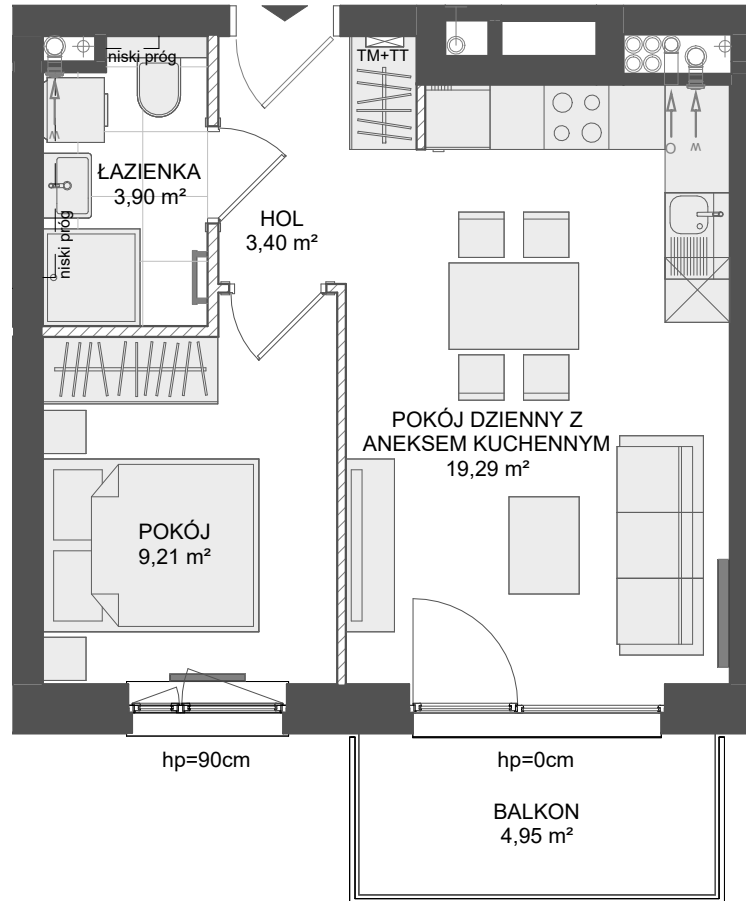 niski próg
TM+TT
ŁAZIENKA
3,90 m²
HOL
3,40 m²
O
W
W
niski próg
POKÓJ DZIENNY Z
ANEKSEM KUCHENNYM
19,29 m²
POKÓJ
9,21 m²
hp=90cm
hp=0cm
BALKON
4,95 m²